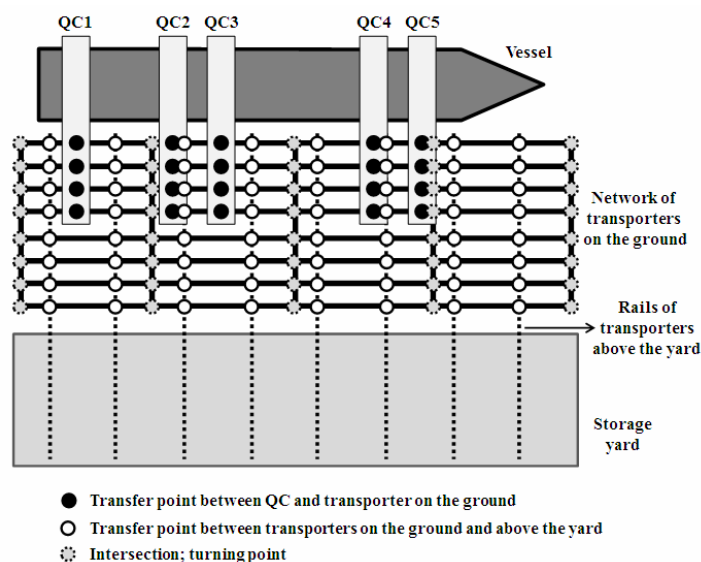 QC1
QC2
QC3
QC4
QC5
Vessel
Network of
transporters
on the ground
Rails of
transporters
above the yard
Storage
yard
Transfer point between QC and transporter on the ground
Transfer point between transporters on the ground and above the yard
Intersection; turning point